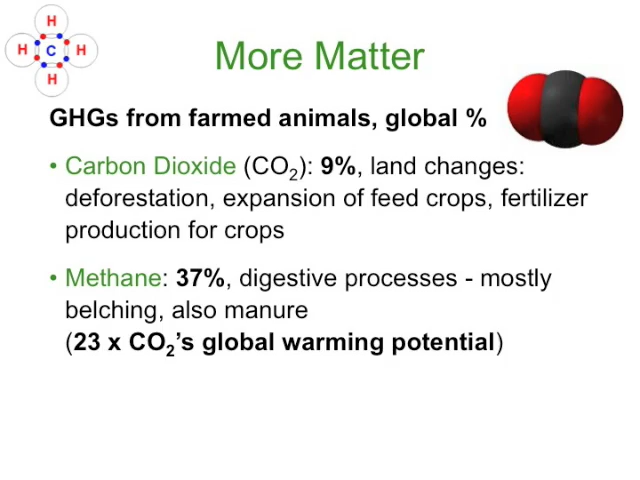 H
H C H
H
More Matter
GHGs from farmed animals, global %
• Carbon Dioxide (CO₂): 9%, land changes:
deforestation, expansion of feed crops, fertilizer
production for crops
• Methane: 37%, digestive processes - mostly
belching, also manure
(23 x CO₂’s global warming potential)